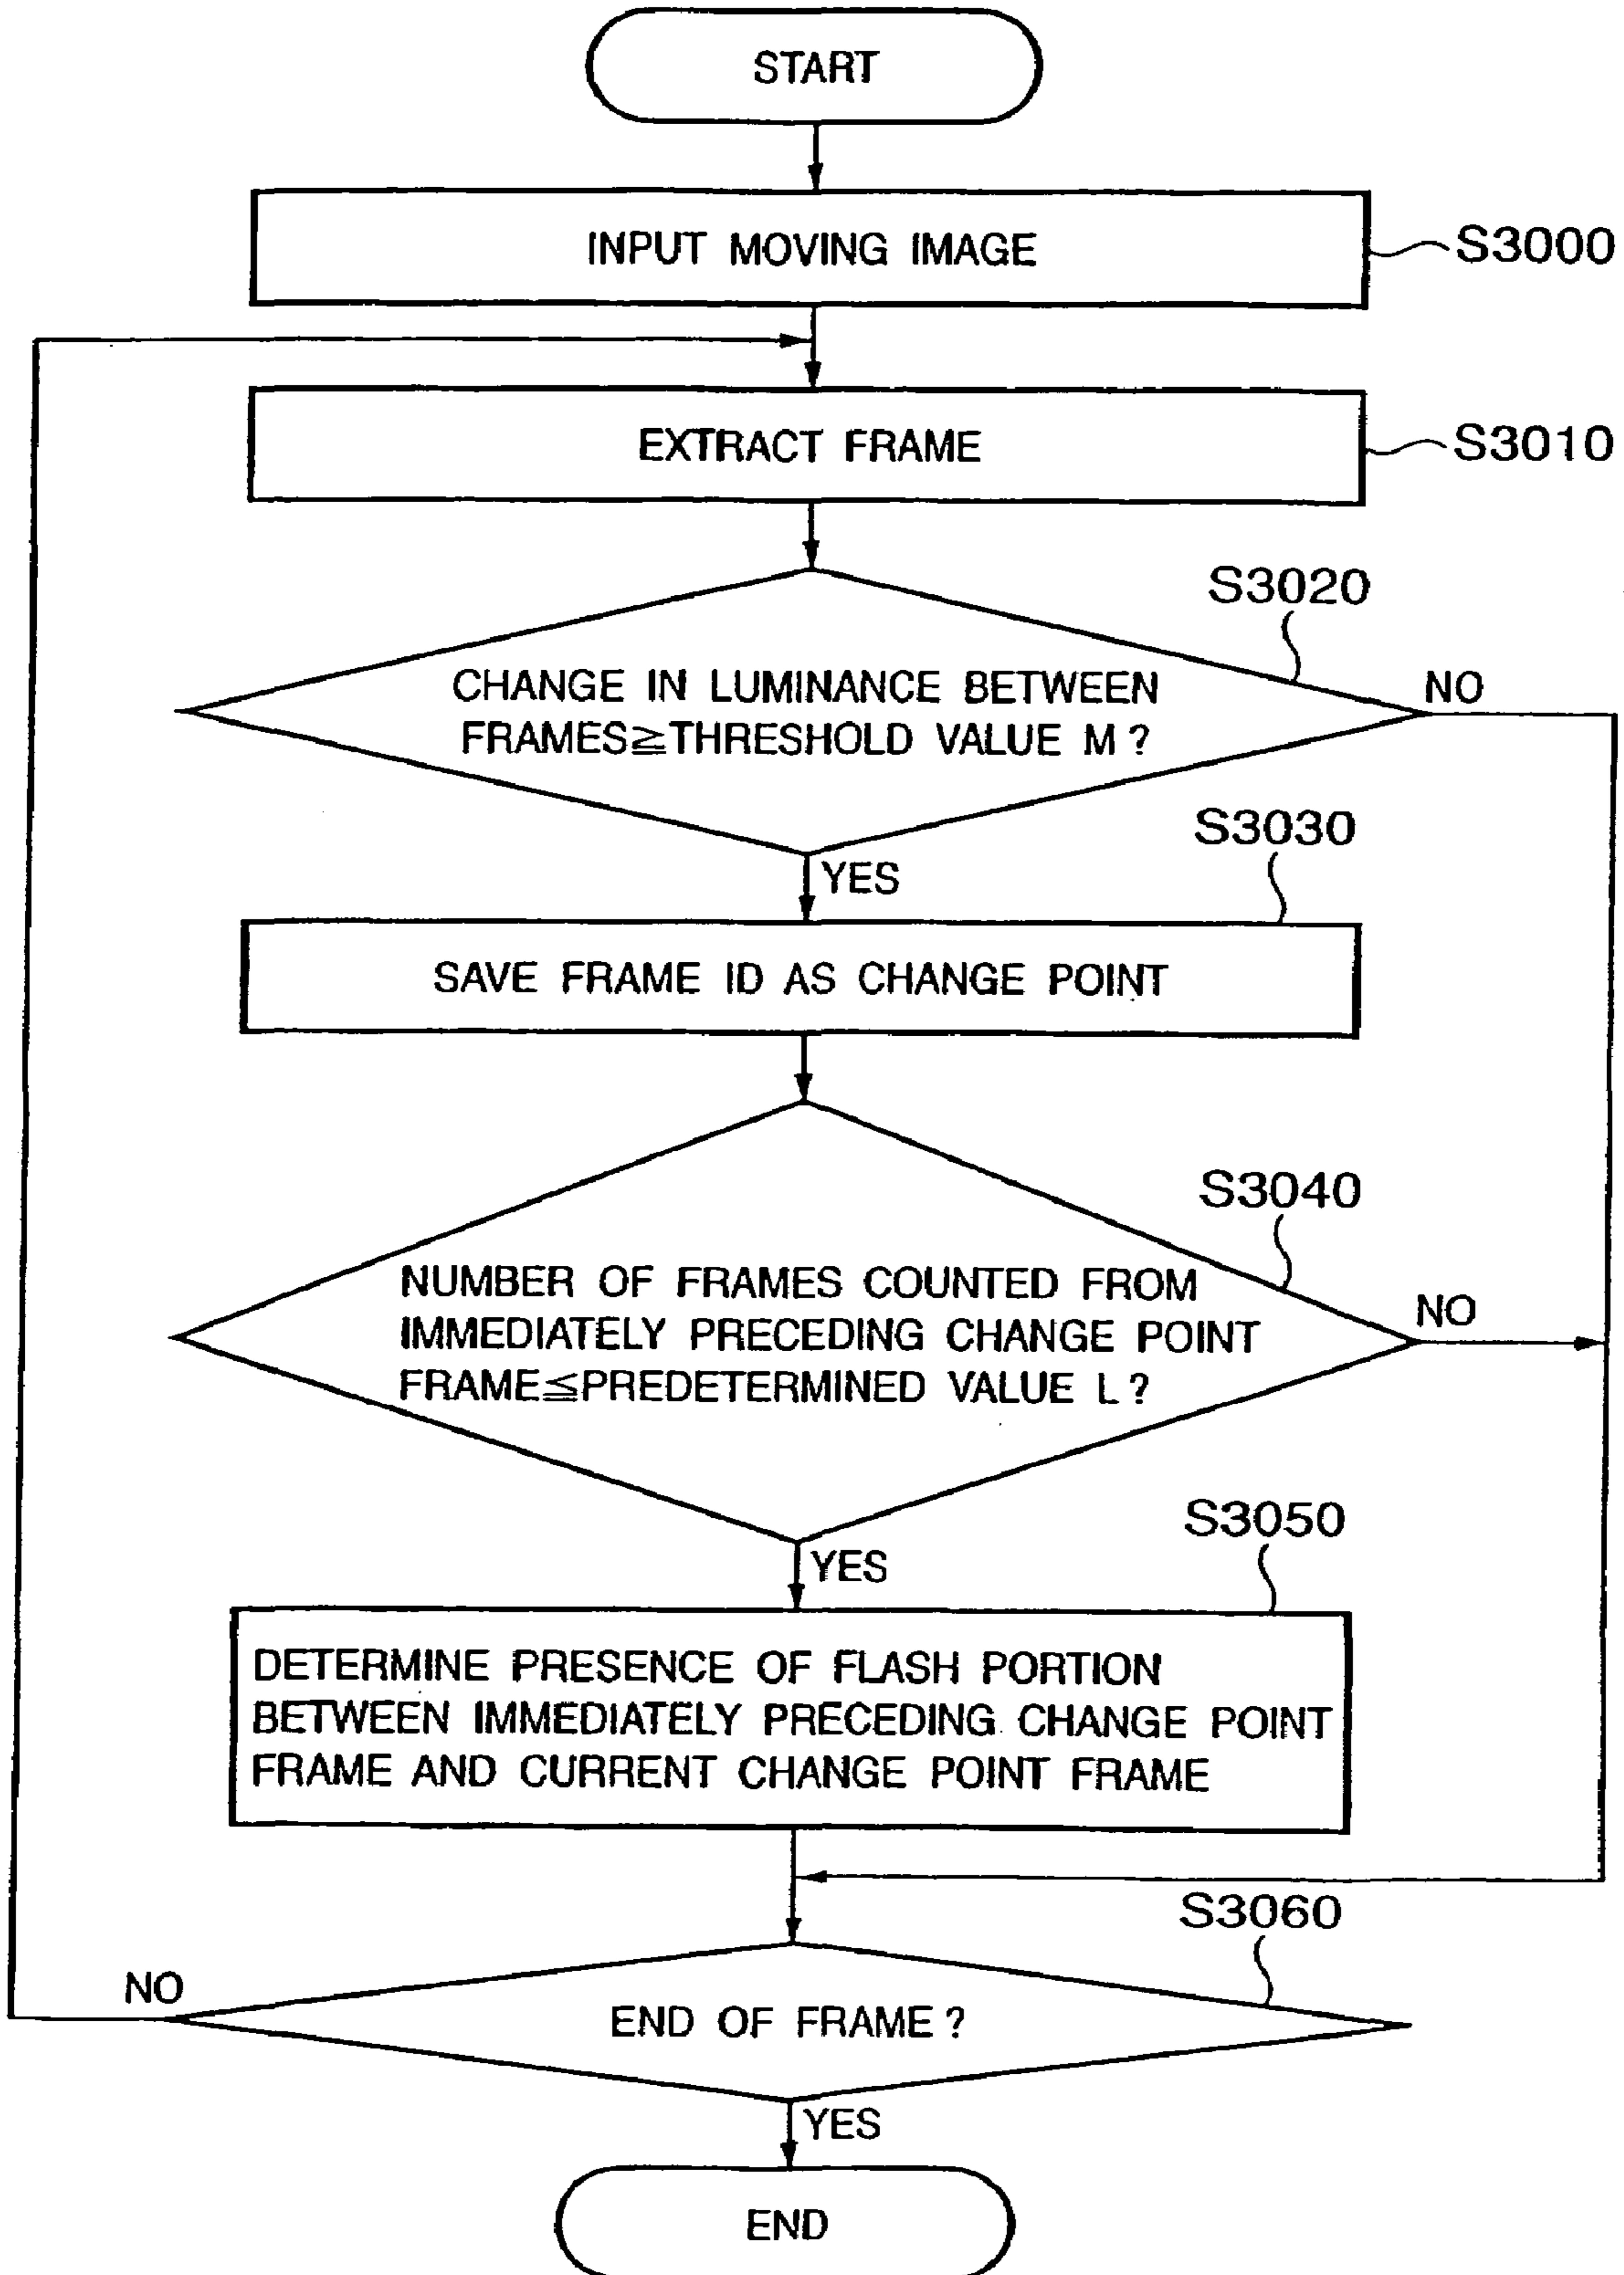 START
INPUT MOVING IMAGE
S3000
EXTRACT FRAME
S3010
S3020
CHANGE IN LUMINANCE BETWEEN
FRAMES≧THRESHOLD VALUE M?
NO
YES
S3030
SAVE FRAME ID AS CHANGE POINT
S3040
NUMBER OF FRAMES COUNTED FROM
IMMEDIATELY PRECEDING CHANGE POINT
FRAME≦PREDETERMINED VALUE L?
NO
YES
S3050
DETERMINE PRESENCE OF FLASH PORTION
BETWEEN IMMEDIATELY PRECEDING CHANGE POINT
FRAME AND CURRENT CHANGE POINT FRAME
S3060
NO
END OF FRAME?
YES
END